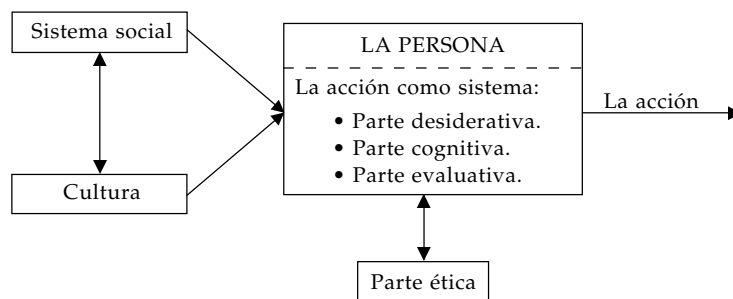 Sistema social
LA PERSONA
La acción como sistema:
• Parte desiderativa.
• Parte cognitiva.
• Parte evaluativa.
La acción
Cultura
Parte ética